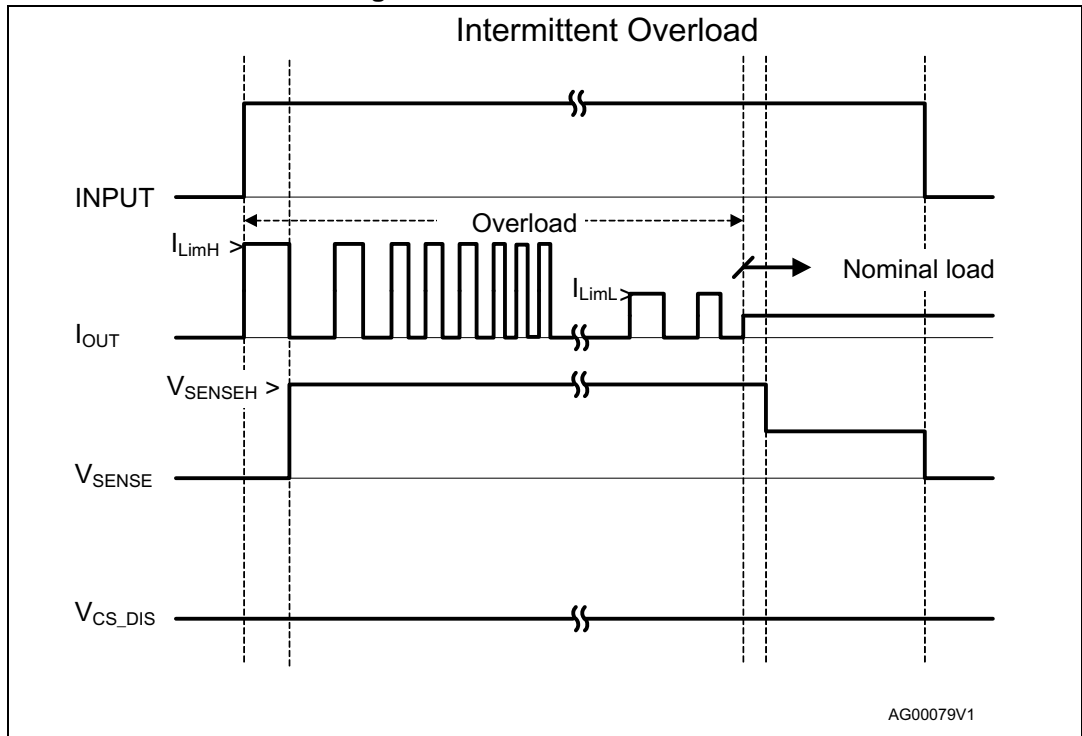 Intermittent Overload
INPUT
Overload
I_LimH >
Nominal load
I_LimL >
I_OUT
V_SENSEH >
V_SENSE
V_CS_DIS
AG00079V1